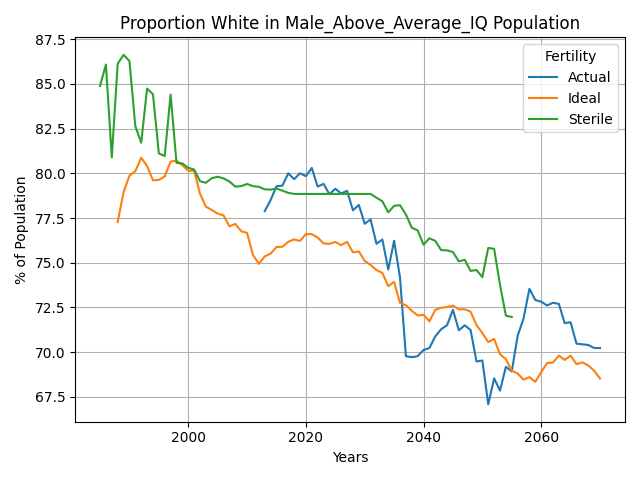 Proportion White in Male_Above_Average_IQ Population
87.5
85.0
82.5
80.0
77.5
75.0
72.5
70.0
67.5
% of Population
Fertility
Actual
Ideal
Sterile
2000
2020
2040
2060
Years